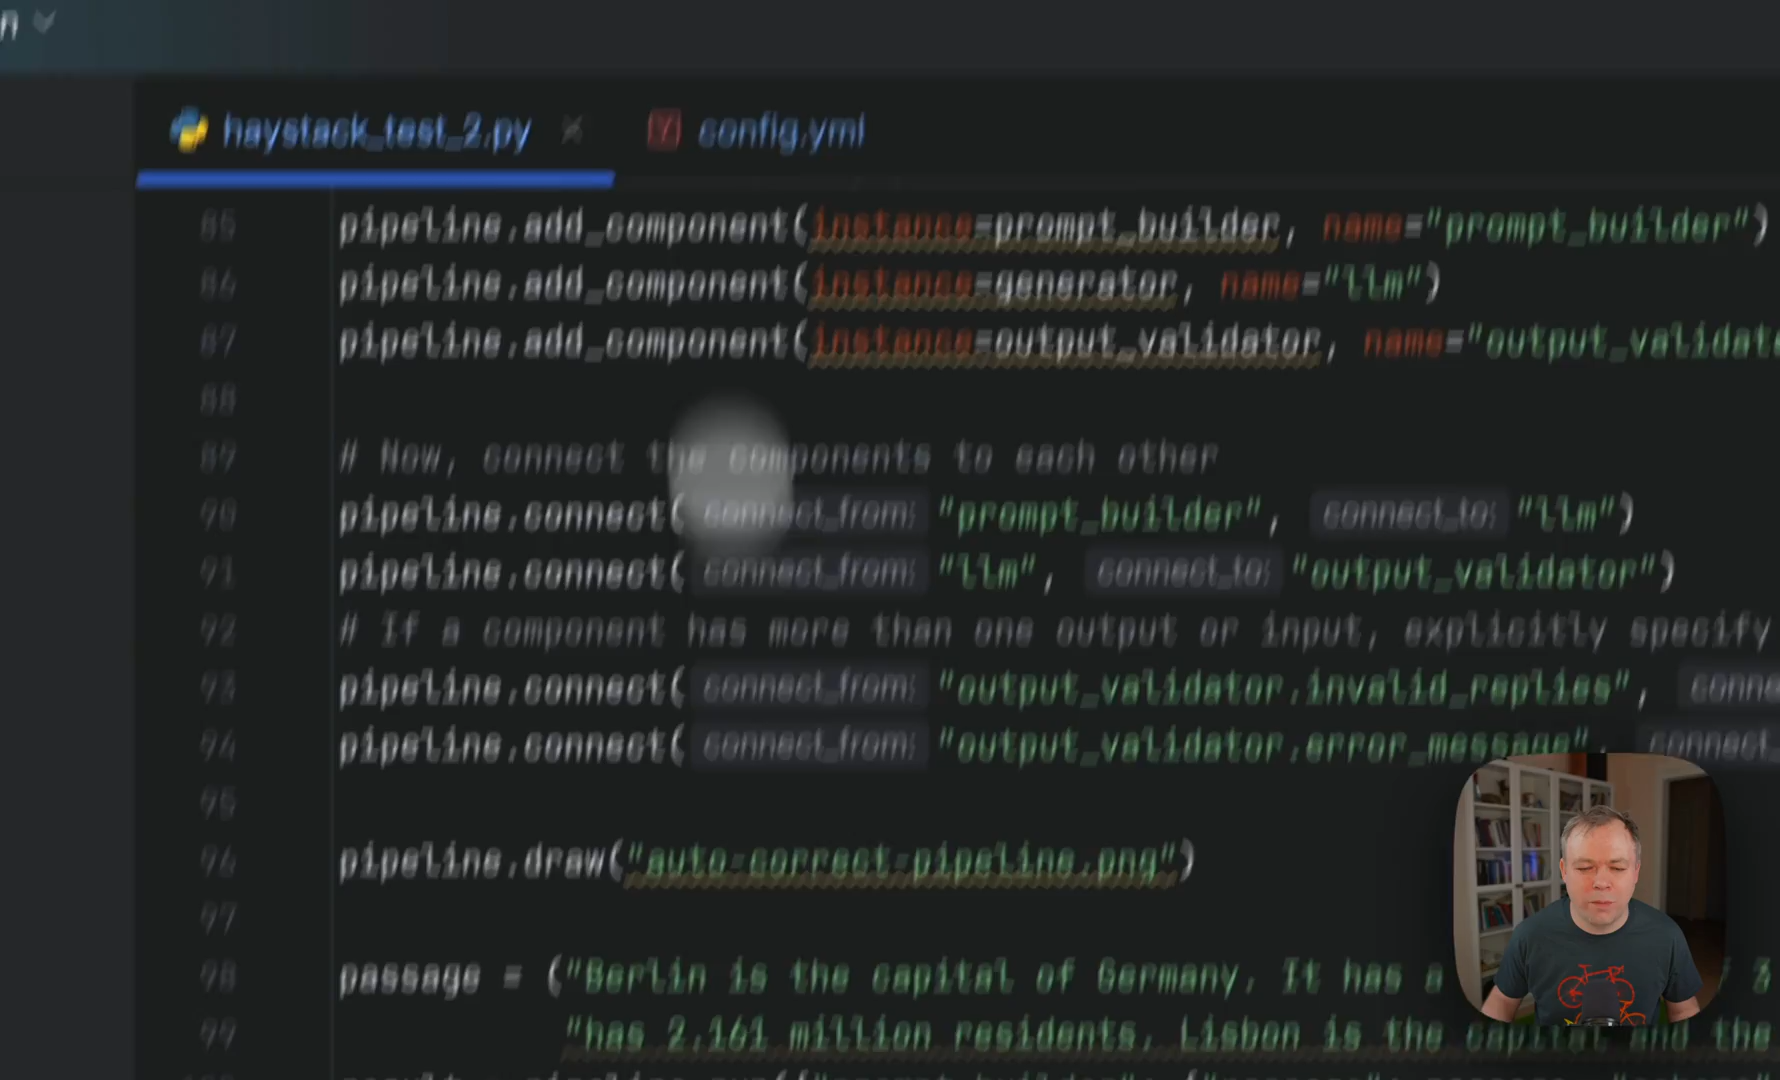 haystack_test_2.py config.yml
85 pipeline.add_component(instance=prompt_builder, name="prompt_builder")
86 pipeline.add_component(instance=generator, name="llm")
87 pipeline.add_component(instance=output_validator, name="output_validat
88
89 # Now, connect the components to each other
90 pipeline.connect( connect_from: "prompt_builder", connect_to: "llm")
91 pipeline.connect( connect_from: "llm", connect_to: "output_validator")
92 # If a component has more than one output or input, explicitly specify
93 pipeline.connect( connect_from: "output_validator.invalid_replies", conne
94 pipeline.connect( connect_from: "output_validator.error_message", connect_
95
96 pipeline.draw("auto-correct-pipeline.png")
97
98 passage = ("Berlin is the capital of Germany. It has a 3
99 "has 2,161 million residents. Lisbon is the capital and the